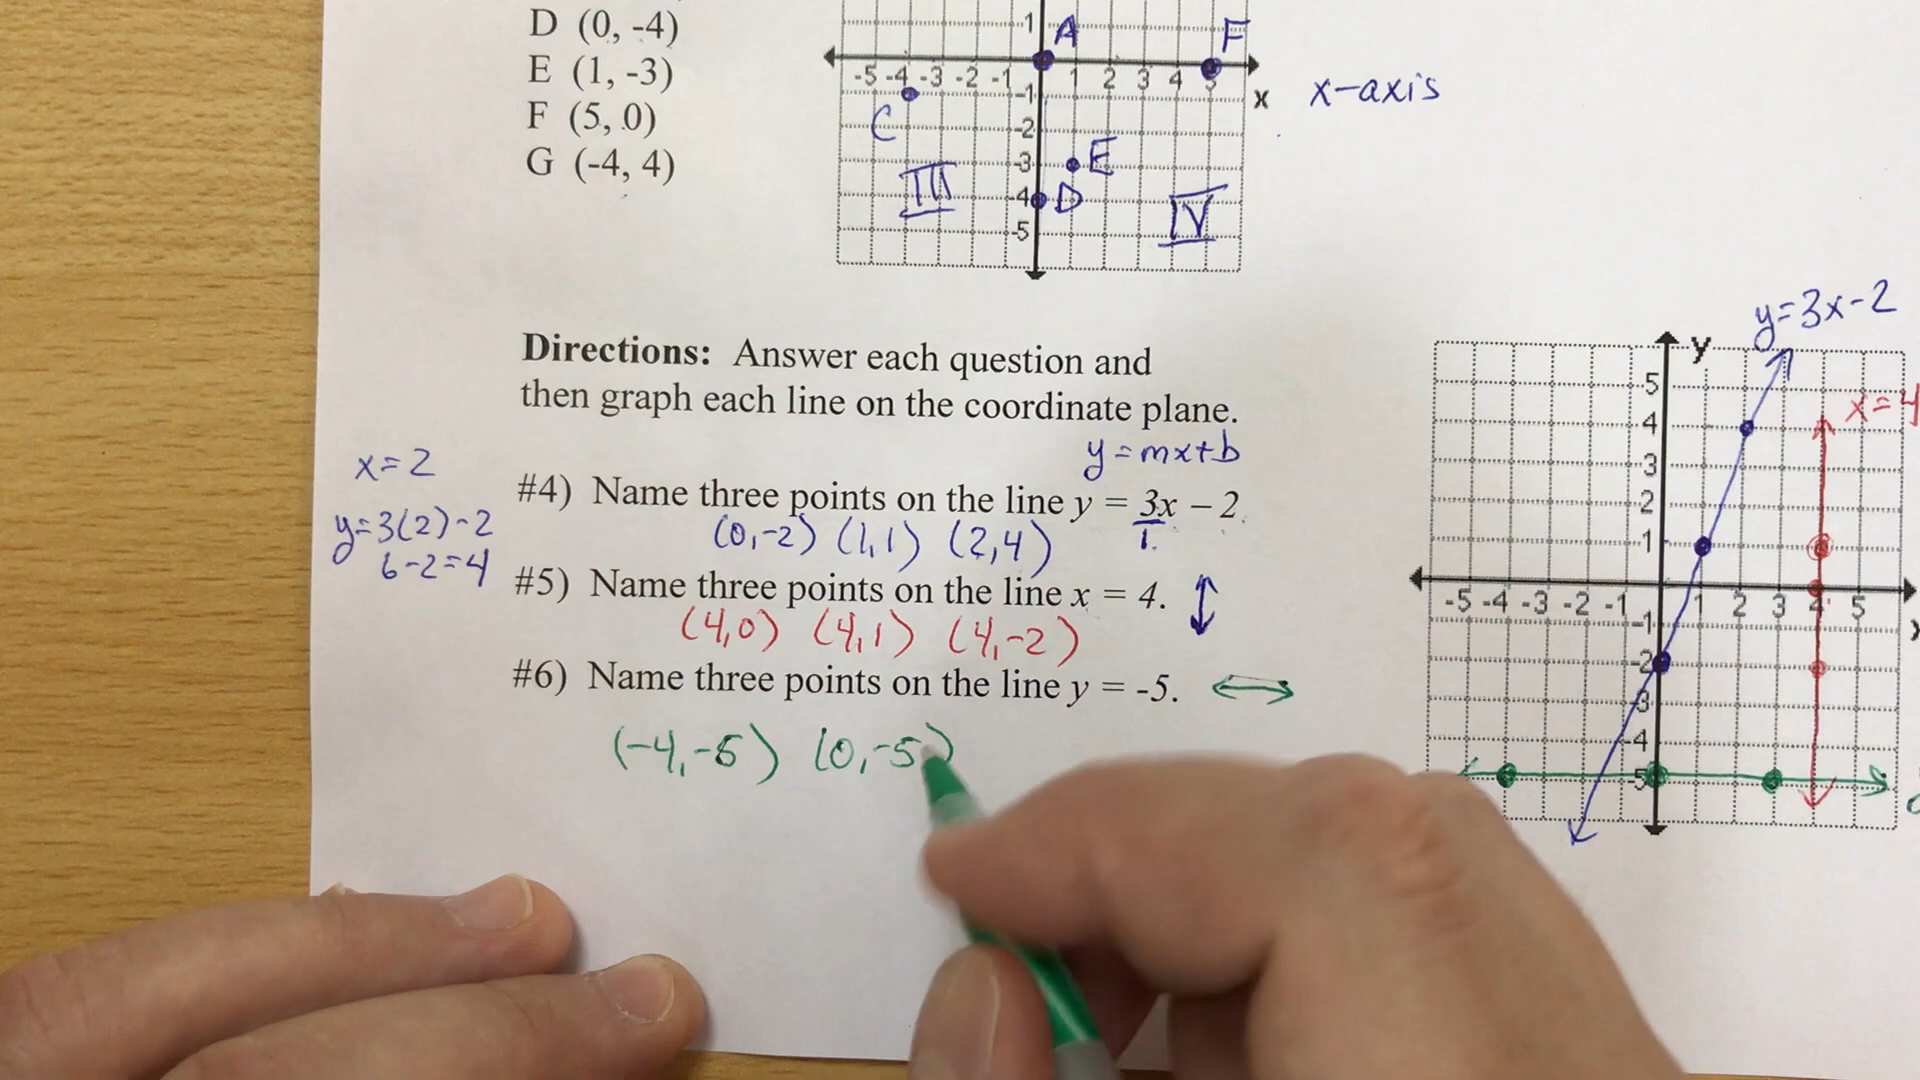 D (0, -4)
E (1, -3)
F (5, 0)
G (-4, 4)
1
A
F
-5 -4 -3 -2 -1 1 2 3 4 5
x
x-axis
C
-1
-2
-3
E
III
-4
D
IV
-5
Directions: Answer each question and
then graph each line on the coordinate plane.
y=mx+b
x=2
#4) Name three points on the line y = 3x – 2.
1.
y=3(2)-2
(0,-2) (1,1) (2,4)
6-2=4
#5) Name three points on the line x = 4.
(4,0) (4,1) (4,-2)
#6) Name three points on the line y = -5.
(-4,-5) (0,-5)
y=3x-2
y
5
x=4
4
3
2
1
-5 -4 -3 -2 -1 1 2 3 4 5
-1
-2
-3
-4
-5